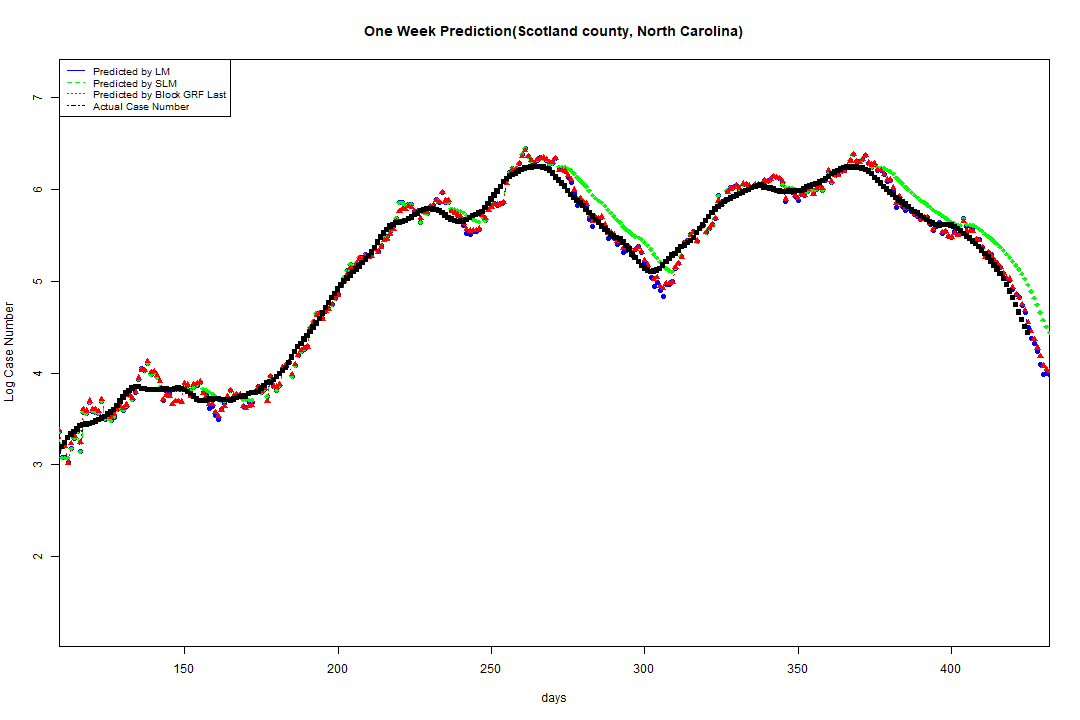 One Week Prediction(Scotland county, North Carolina)
Predicted by LM
Predicted by SLM
Predicted by Block GRF Last
Actual Case Number
7
6
5
4
3
2
Log Case Number
150 200 250 300 350 400
days